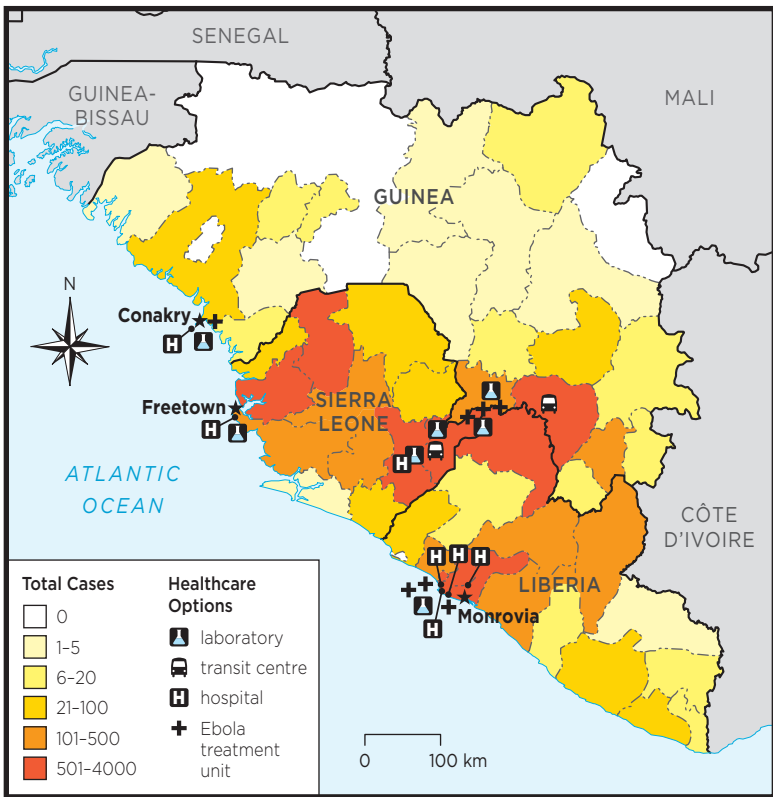 SENEGAL
GUINEA-
BISSAU
MALI
GUINEA
N
Conakry
H
Freetown
SIERRA
LEONE
H
H
ATLANTIC
OCEAN
CÔTE
D'IVOIRE
H
H
H
LIBERIA
Monrovia
H
Total Cases
0
1–5
6–20
21–100
101–500
501–4000
Healthcare
Options
laboratory
transit centre
H
hospital
Ebola
treatment
unit
0
100 km